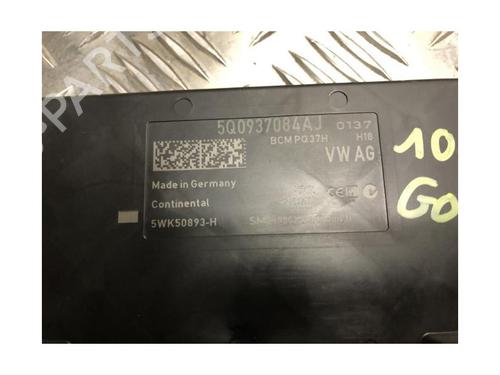 5Q0937084AJ 0137
BCM PQ37H H18
VW AG
Made in Germany
Continental
5WK50893-H
10
GO